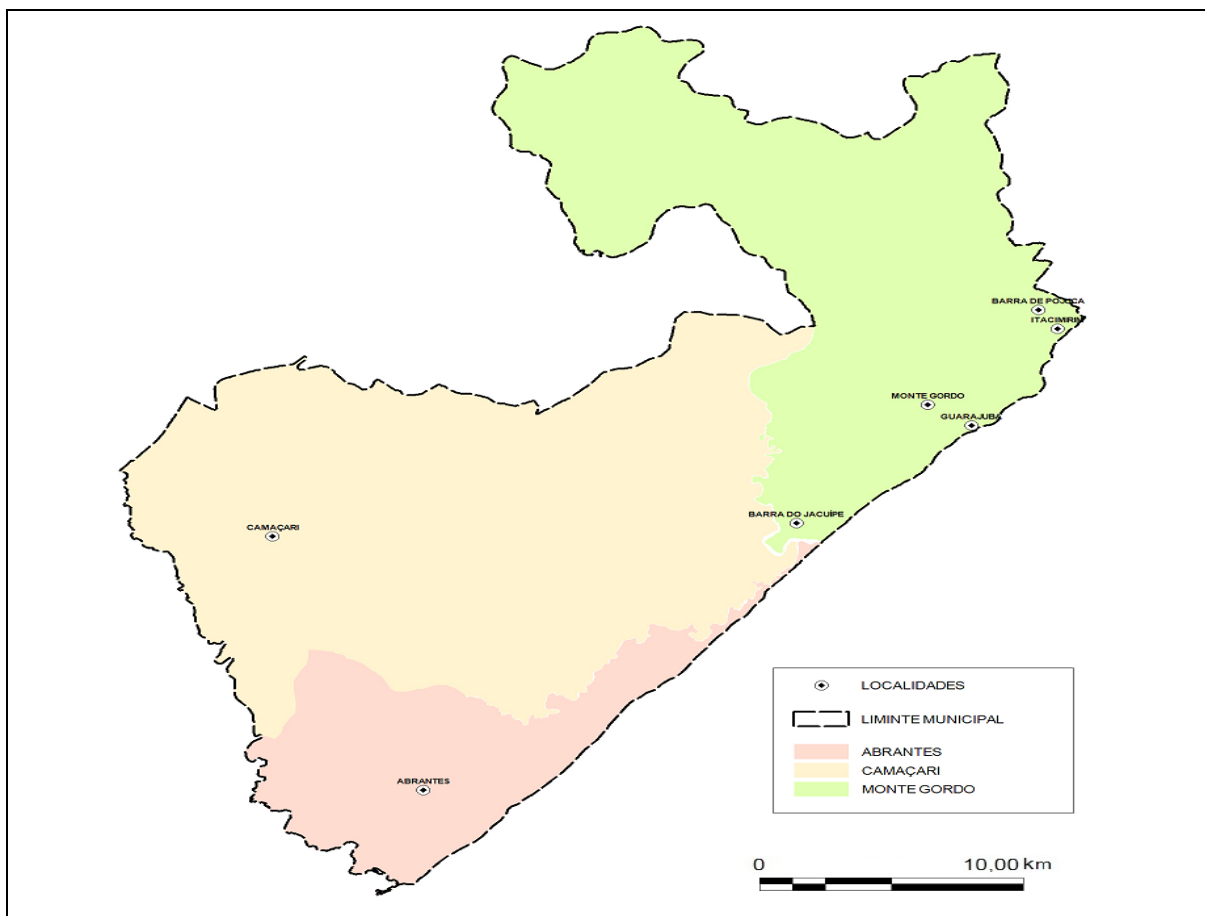 BARRA DE POJUCA
ITACIMIRIM
MONTE GORDO
GUARAJUBA
BARRA DO JACUÍPE
CAMAÇARI
ABRANTES
LOCALIDADES
LIMINTE MUNICIPAL
ABRANTES
CAMAÇARI
MONTE GORDO
0 10,00 km